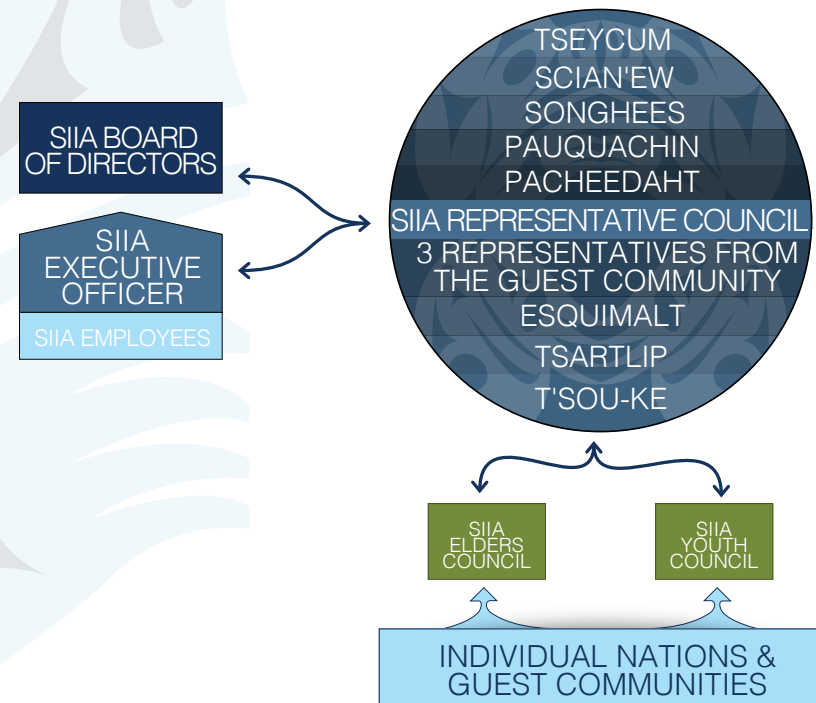 SIIA BOARD
OF DIRECTORS
SIIA
EXECUTIVE
OFFICER
SIIA EMPLOYEES
TSEYCUM
SCIAN'EW
SONGHEES
PAUQUACHIN
PACHEEDAHT
SIIA REPRESENTATIVE COUNCIL
3 REPRESENTATIVES FROM
THE GUEST COMMUNITY
ESQUIMALT
TSARTLIP
T'SOU-KE
SIIA
ELDERS
COUNCIL
SIIA
YOUTH
COUNCIL
INDIVIDUAL NATIONS &
GUEST COMMUNITIES